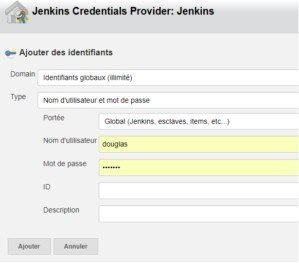 Jenkins Credentials Provider: Jenkins
Ajouter des identifiants
Domain Identifiants globaux (illimité)
Type Nom d'utilisateur et mot de passe
Portée Global (Jenkins, esclaves, items, etc...)
Nom d'utilisateur douglas
Mot de passe •••••••
ID
Description
Ajouter Annuler